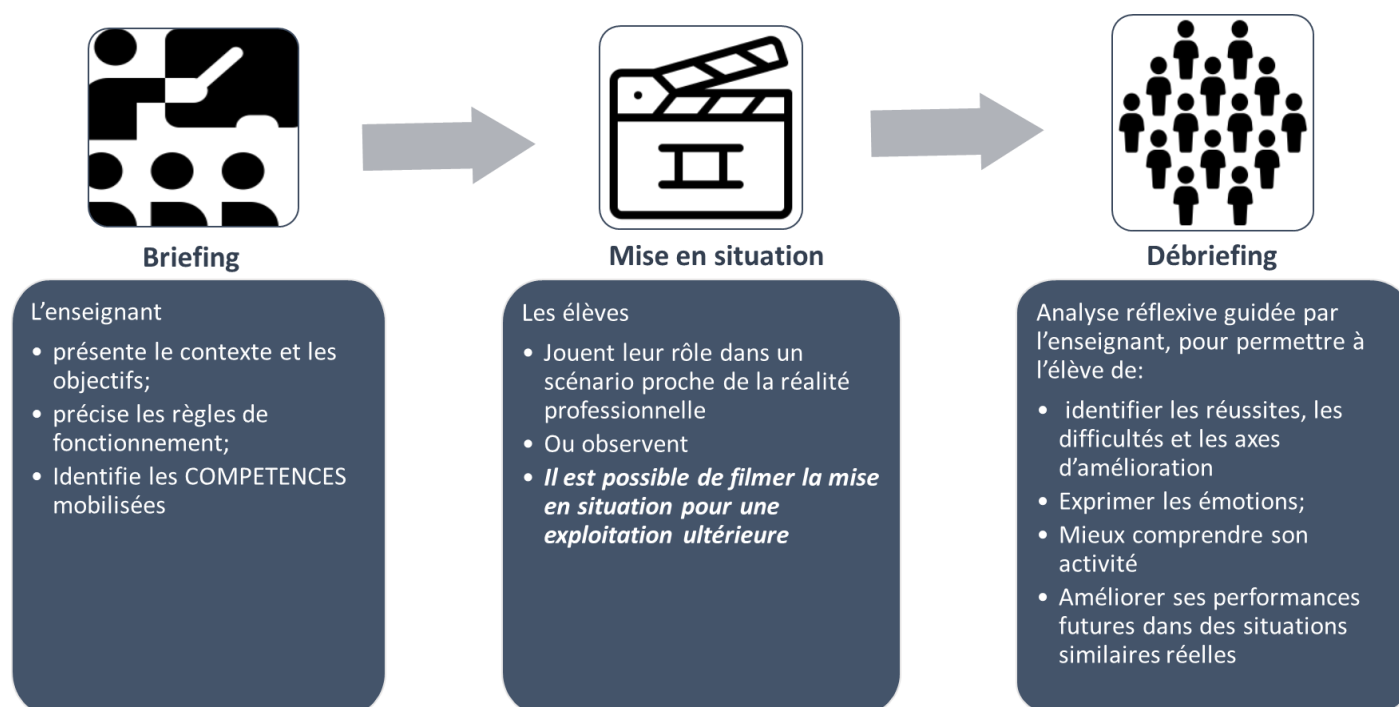 Briefing
L'enseignant
• présente le contexte et les
objectifs;
• précise les règles de
fonctionnement;
• Identifie les COMPETENCES
mobilisées
Mise en situation
Les élèves
• Jouent leur rôle dans un
scénario proche de la réalité
professionnelle
• Ou observent
• Il est possible de filmer la mise
en situation pour une
exploitation ultérieure
Débriefing
Analyse réflexive guidée par
l'enseignant, pour permettre à
l'élève de:
• identifier les réussites, les
difficultés et les axes
d'amélioration
• Exprimer les émotions;
• Mieux comprendre son
activité
• Améliorer ses performances
futures dans des situations
similaires réelles